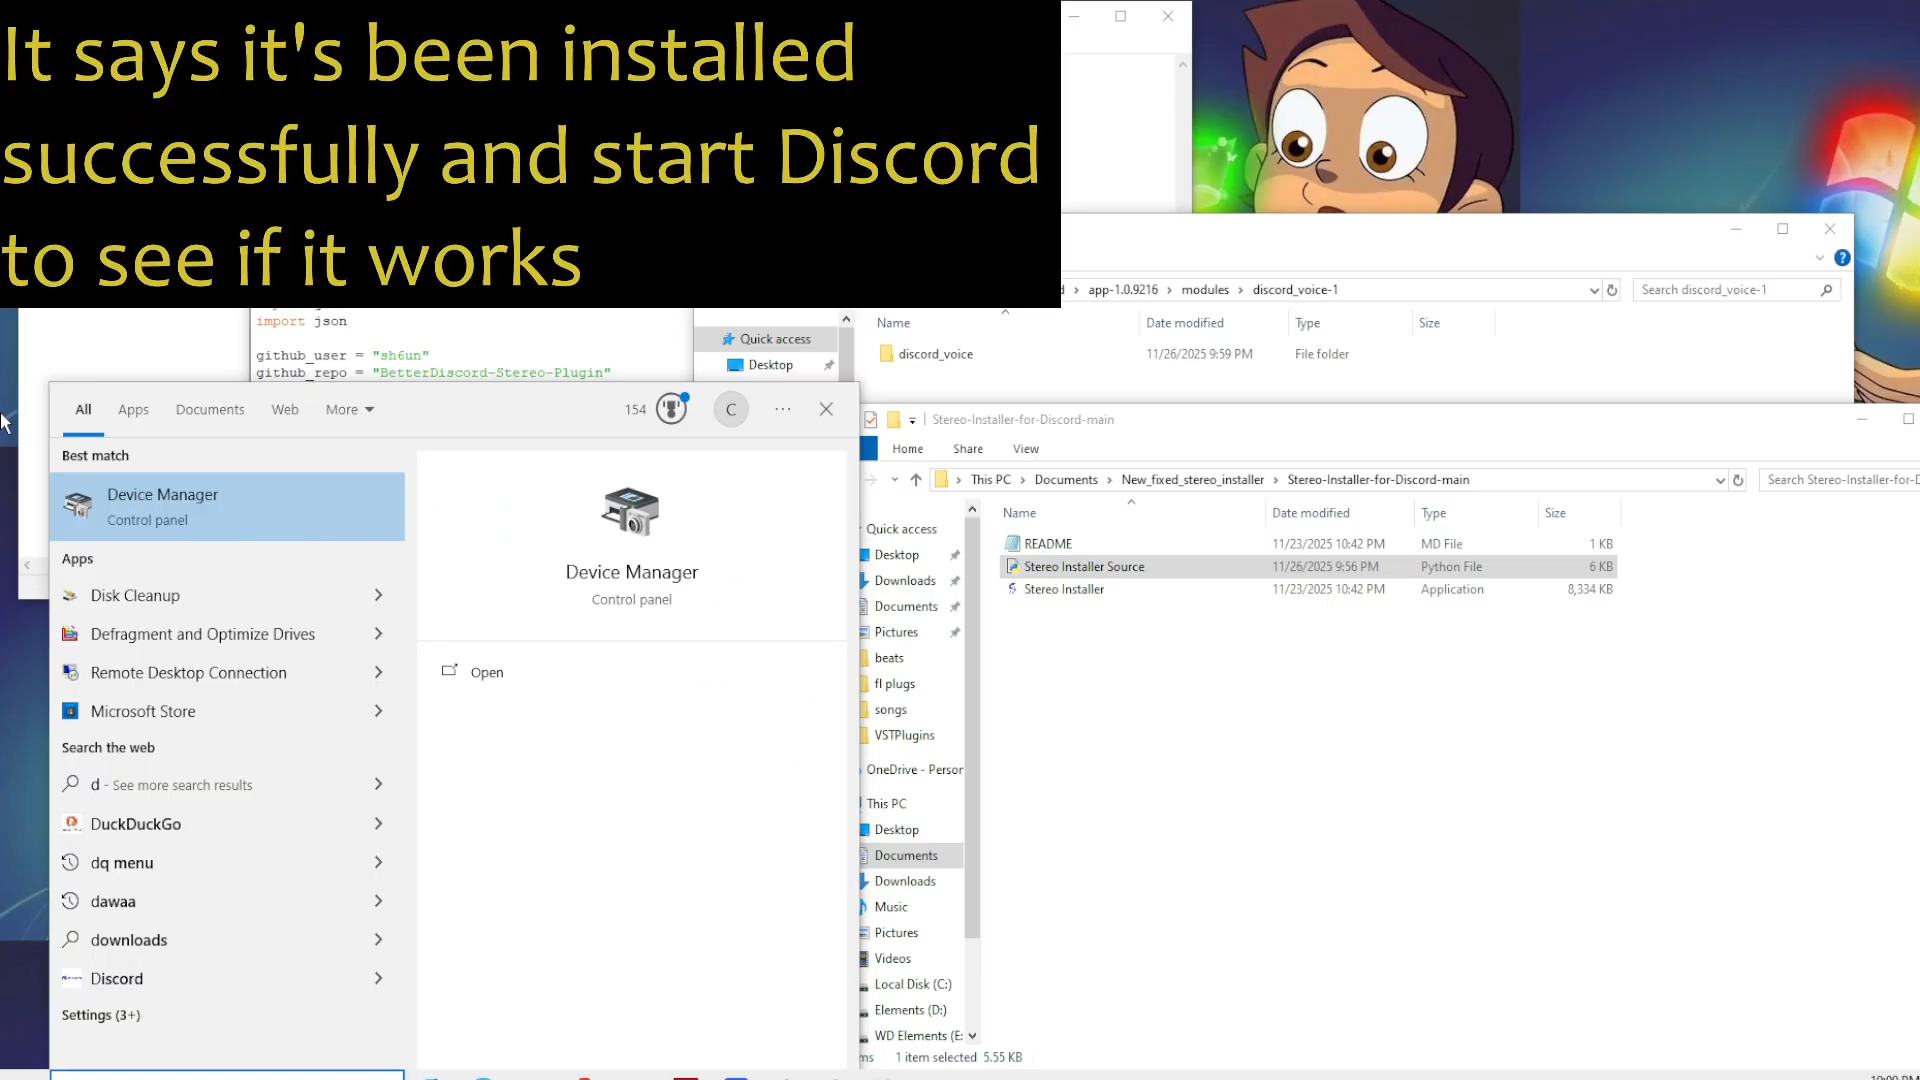 It says it's been installed
successfully and start Discord
to see if it works
app-1.0.9216 modules discord_voice-1
Search discord_voice-1
Name Date modified Type Size
discord_voice 11/26/2025 9:59 PM File folder
import json
github_user = "sh6un"
github_repo = "BetterDiscord-Stereo-Plugin"
Quick access
Desktop
All Apps Documents Web More 154 C
Best match
Device Manager
Control panel
Apps
Disk Cleanup
Defragment and Optimize Drives
Remote Desktop Connection
Microsoft Store
Search the web
d - See more search results
DuckDuckGo
dq menu
dawaa
downloads
Discord
Settings (3+)
Device Manager
Control panel
Open
Stereo-Installer-for-Discord-main
Home Share View
This PC Documents New_fixed_stereo_installer Stereo-Installer-for-Discord-main
Search Stereo-Installer-for-D
Name Date modified Type Size
README 11/23/2025 10:42 PM MD File 1 KB
Stereo Installer Source 11/26/2025 9:56 PM Python File 6 KB
Stereo Installer 11/23/2025 10:42 PM Application 8,334 KB
Quick access
Desktop
Downloads
Documents
Pictures
beats
fl plugs
songs
VSTPlugins
OneDrive - Person
This PC
Desktop
Documents
Downloads
Music
Pictures
Videos
Local Disk (C:)
Elements (D:)
WD Elements (E:
ms 1 item selected 5.55 KB